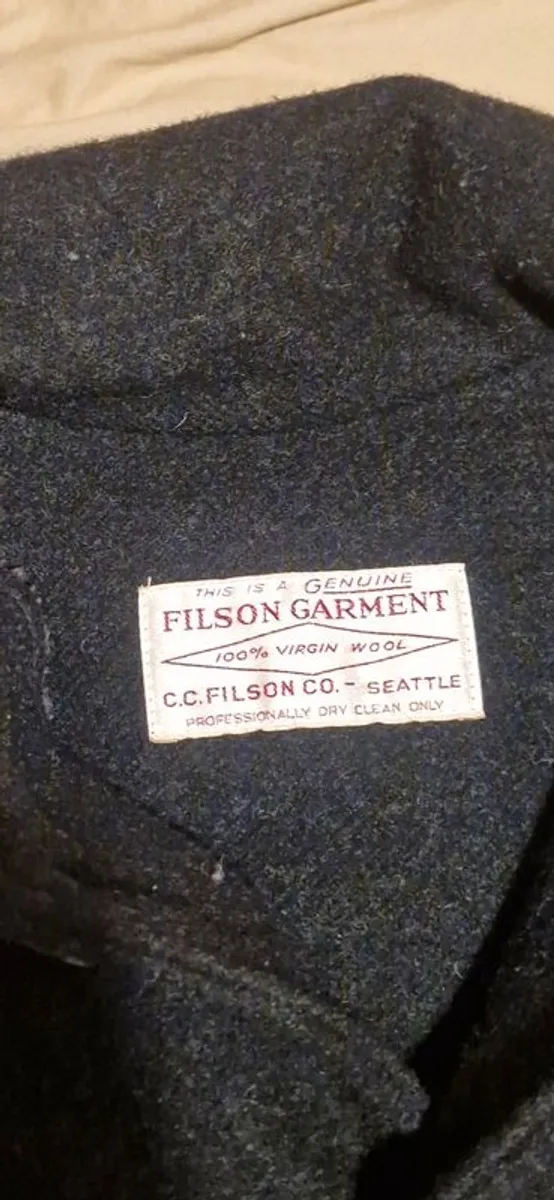 THIS IS A GENUINE
FILSON GARMENT
100% VIRGIN WOOL
C.C. FILSON CO. - SEATTLE
PROFESSIONALLY DRY CLEAN ONLY